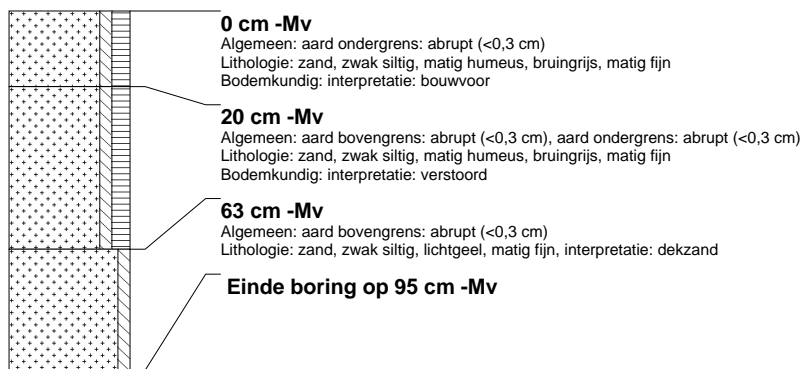 0 cm -Mv
Algemeen: aard ondergrens: abrupt (<0,3 cm)
Lithologie: zand, zwak siltig, matig humeus, bruingrijs, matig fijn
Bodemkundig: interpretatie: bouwvoor
20 cm -Mv
Algemeen: aard bovengrens: abrupt (<0,3 cm), aard ondergrens: abrupt (<0,3 cm)
Lithologie: zand, zwak siltig, matig humeus, bruingrijs, matig fijn
Bodemkundig: interpretatie: verstoord
63 cm -Mv
Algemeen: aard bovengrens: abrupt (<0,3 cm)
Lithologie: zand, zwak siltig, lichtgeel, matig fijn, interpretatie: dekzand
Einde boring op 95 cm -Mv